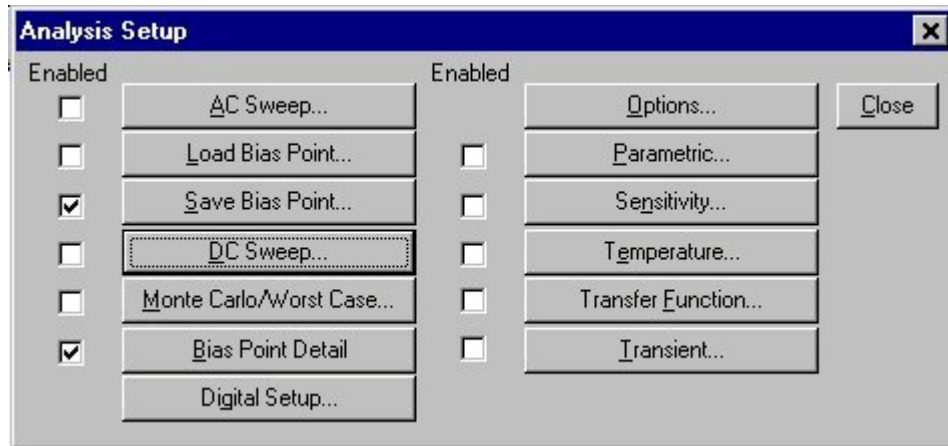 Analysis Setup
Enabled
AC Sweep...
Load Bias Point...
Save Bias Point...
DC Sweep...
Monte Carlo/Worst Case...
Bias Point Detail
Digital Setup...
Enabled
Options...
Parametric...
Sensitivity...
Temperature...
Transfer Function...
Transient...
Close